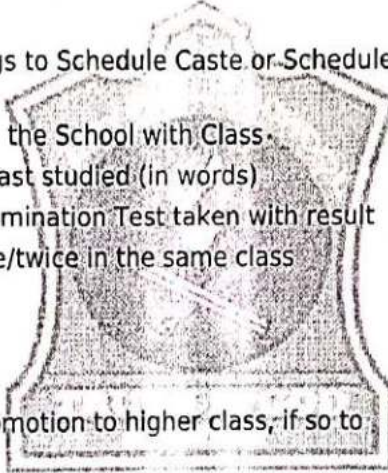 gs to Schedule Caste or Schedule
the School with Class
ast studied (in words)
mination Test taken with result
e/twice in the same class
motion to higher class, if so to